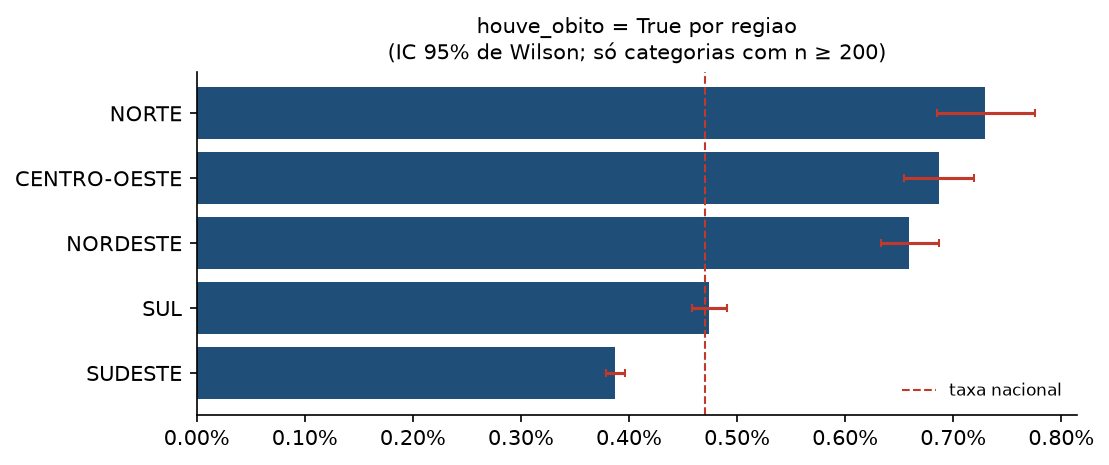 houve_obito = True por regiao
(IC 95% de Wilson; só categorias com n ≥ 200)
NORTE
CENTRO-OESTE
NORDESTE
SUL
SUDESTE
taxa nacional
0.00% 0.10% 0.20% 0.30% 0.40% 0.50% 0.60% 0.70% 0.80%